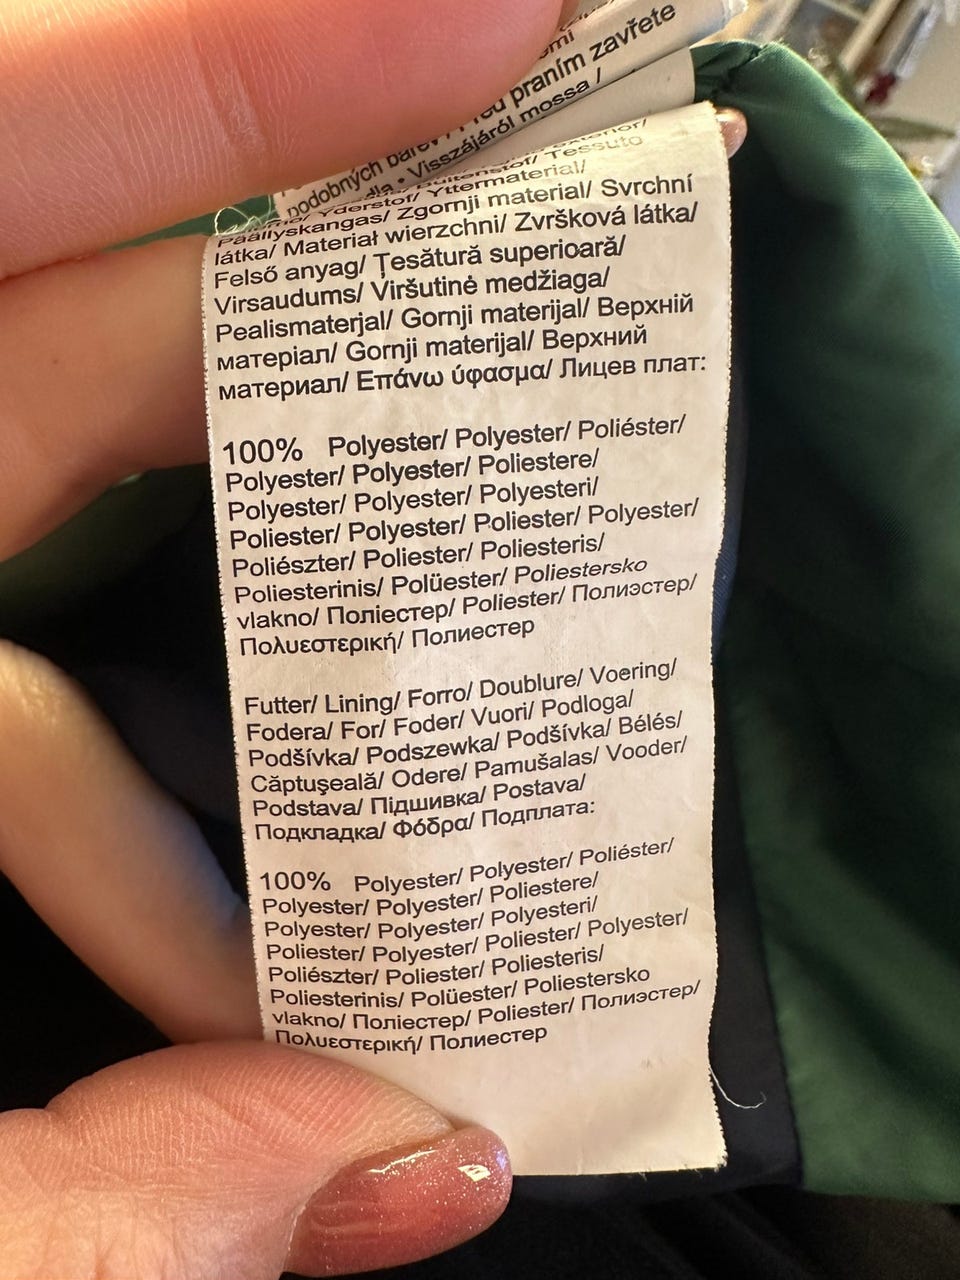 praním zavřete
podobných barev
Visszájáról mossa /
Yderstof/ Yttermaterial/
Päällyskangas/ Zgornji material/ Svrchní
látka/ Materiał wierzchni/ Zvršková látka/
Felső anyag/ Țesătură superioară/
Virsaudums/ Viršutinė medžiaga/
Pealismaterjal/ Gornji materijal/ Верхній
матеріал/ Gornji materijal/ Верхний
материал/ Επάνω ύφασμα/ Лицев плат:
100% Polyester/ Polyester/ Poliéster/
Polyester/ Polyester/ Poliestere/
Polyester/ Polyester/ Polyesteri/
Poliester/ Polyester/ Poliester/ Polyester/
Poliészter/ Poliester/ Poliesteris/
Poliesterinis/ Polüester/ Poliestersko
vlakno/ Поліестер/ Poliester/ Полиэстер/
Πολυεστερική/ Полиестер
Futter/ Lining/ Forro/ Doublure/ Voering/
Fodera/ For/ Foder/ Vuori/ Podloga/
Podšívka/ Podszewka/ Podšívka/ Bélés/
Căptuşeală/ Odere/ Pamušalas/ Vooder/
Podstava/ Підшивка/ Postava/
Подкладка/ Φόδρα/ Подплата:
100% Polyester/ Polyester/ Poliéster/
Polyester/ Polyester/ Poliestere/
Polyester/ Polyester/ Polyesteri/
Poliester/ Polyester/ Poliester/ Polyester/
Poliészter/ Poliester/ Poliesteris/
Poliesterinis/ Polüester/ Poliestersko
vlakno/ Поліестер/ Poliester/ Полиэстер/
Πολυεστερική/ Полиестер